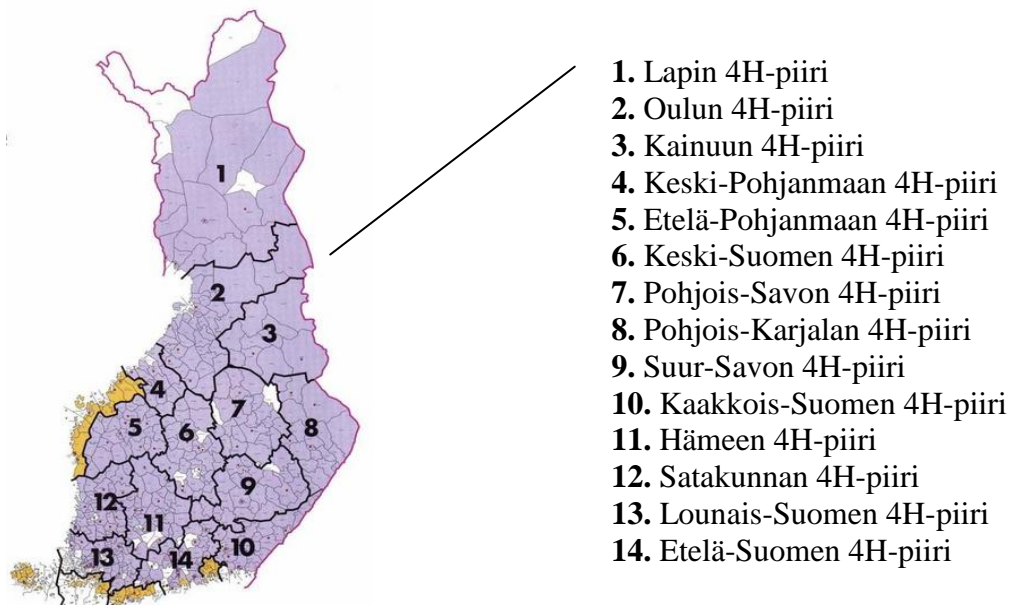 1
2
3
4
5
6
7
8
9
10
11
12
13
14
1. Lapin 4H-piiri
2. Oulun 4H-piiri
3. Kainuun 4H-piiri
4. Keski-Pohjanmaan 4H-piiri
5. Etelä-Pohjanmaan 4H-piiri
6. Keski-Suomen 4H-piiri
7. Pohjois-Savon 4H-piiri
8. Pohjois-Karjalan 4H-piiri
9. Suur-Savon 4H-piiri
10. Kaakkois-Suomen 4H-piiri
11. Hämeen 4H-piiri
12. Satakunnan 4H-piiri
13. Lounais-Suomen 4H-piiri
14. Etelä-Suomen 4H-piiri